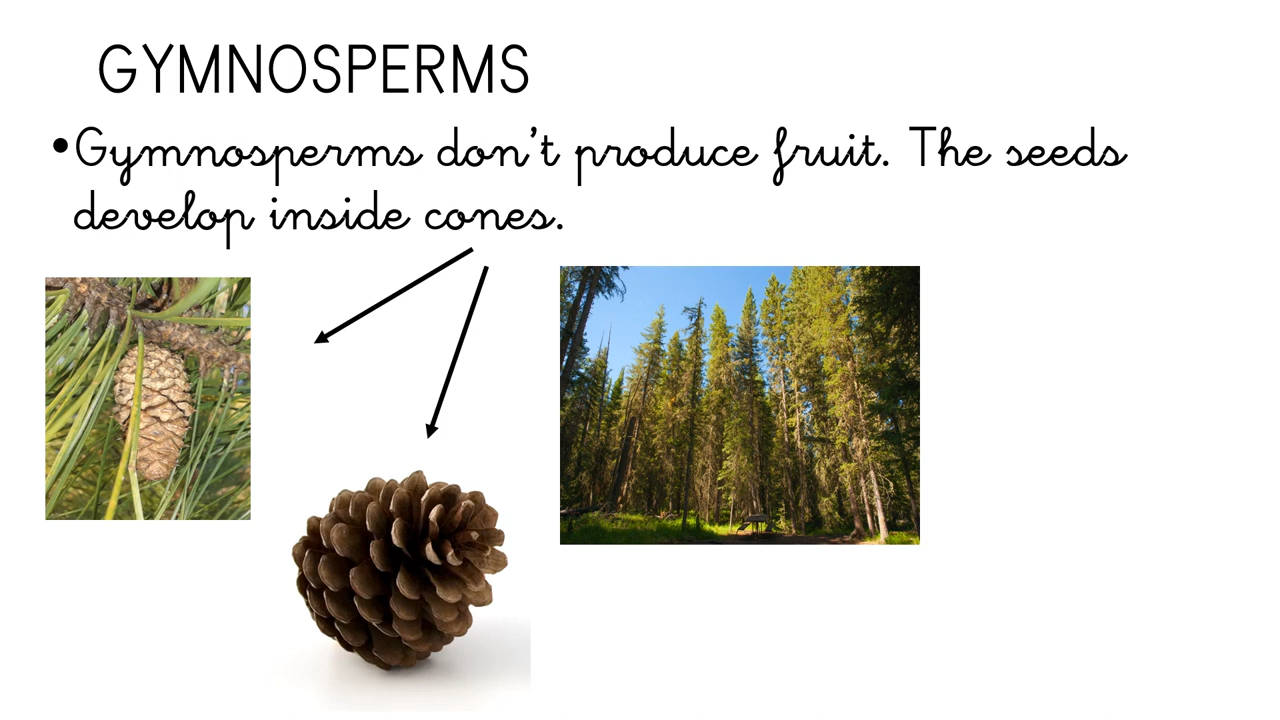 GYMNOSPERMS
•Gymnosperms don't produce fruit. The seeds
develop inside cones.